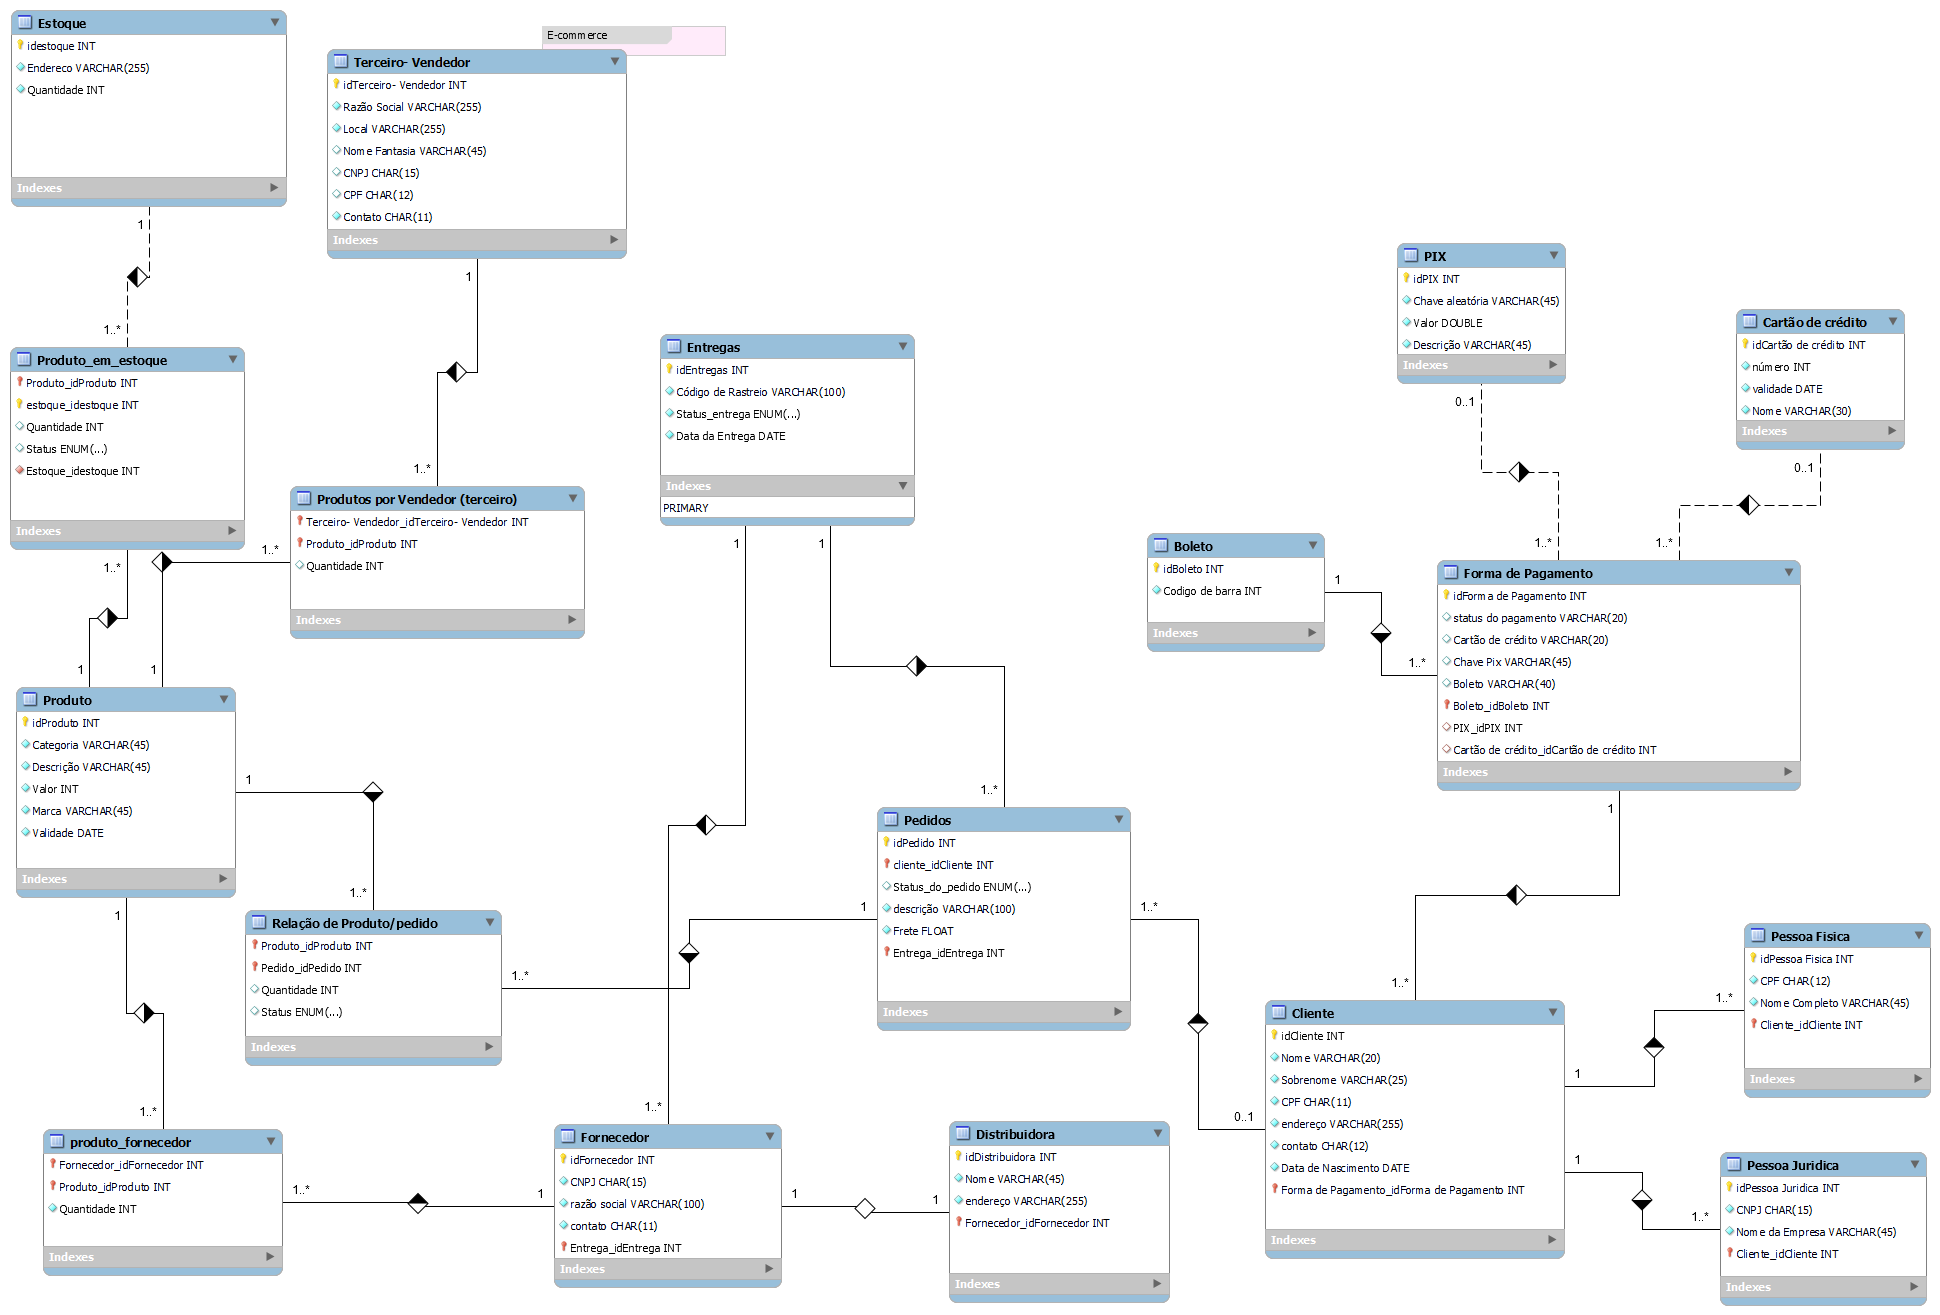 Estoque
idestoque INT
Endereco VARCHAR(255)
Quantidade INT
Indexes
E-commerce
Terceiro- Vendedor
idTerceiro- Vendedor INT
Razão Social VARCHAR(255)
Local VARCHAR(255)
Nome Fantasia VARCHAR(45)
CNPJ CHAR(15)
CPF CHAR(12)
Contato CHAR(11)
Indexes
1
1..*
1
1..*
Produto_em_estoque
Produto_idProduto INT
estoque_idestoque INT
Quantidade INT
Status ENUM(...)
Estoque_idestoque INT
Indexes
Produtos por Vendedor (terceiro)
Terceiro- Vendedor_idTerceiro- Vendedor INT
Produto_idProduto INT
Quantidade INT
Indexes
1..*
1..*
1
1
Entregas
idEntregas INT
Código de Rastreio VARCHAR(100)
Status_entrega ENUM(...)
Data da Entrega DATE
Indexes
PRIMARY
1
1
1..*
1..*
PIX
idPIX INT
Chave aleatória VARCHAR(45)
Valor DOUBLE
Descrição VARCHAR(45)
Indexes
0..1
1..*
Cartão de crédito
idCartão de crédito INT
número INT
validade DATE
Nome VARCHAR(30)
Indexes
0..1
1..*
Boleto
idBoleto INT
Codigo de barra INT
Indexes
1
1..*
Forma de Pagamento
idForma de Pagamento INT
status do pagamento VARCHAR(20)
Cartão de crédito VARCHAR(20)
Chave Pix VARCHAR(45)
Boleto VARCHAR(40)
Boleto_idBoleto INT
PIX_idPIX INT
Cartão de crédito_idCartão de crédito INT
Indexes
1
1..*
Produto
idProduto INT
Categoria VARCHAR(45)
Descrição VARCHAR(45)
Valor INT
Marca VARCHAR(45)
Validade DATE
Indexes
1
1..*
1
1..*
Relação de Produto/pedido
Produto_idProduto INT
Pedido_idPedido INT
Quantidade INT
Status ENUM(...)
Indexes
1..*
1
Pedidos
idPedido INT
cliente_idCliente INT
Status_do_pedido ENUM(...)
descrição VARCHAR(100)
Frete FLOAT
Entrega_idEntrega INT
Indexes
1..*
0..1
Cliente
idCliente INT
Nome VARCHAR(20)
Sobrenome VARCHAR(25)
CPF CHAR(11)
endereço VARCHAR(255)
contato CHAR(12)
Data de Nascimento DATE
Forma de Pagamento_idForma de Pagamento INT
Indexes
1
1..*
1
1..*
Pessoa Fisica
idPessoa Fisica INT
CPF CHAR(12)
Nome Completo VARCHAR(45)
Cliente_idCliente INT
Indexes
Pessoa Juridica
idPessoa Juridica INT
CNPJ CHAR(15)
Nome da Empresa VARCHAR(45)
Cliente_idCliente INT
Indexes
produto_fornecedor
Fornecedor_idFornecedor INT
Produto_idProduto INT
Quantidade INT
Indexes
1..*
1
Fornecedor
idFornecedor INT
CNPJ CHAR(15)
razão social VARCHAR(100)
contato CHAR(11)
Entrega_idEntrega INT
Indexes
1
1
Distribuidora
idDistribuidora INT
Nome VARCHAR(45)
endereço VARCHAR(255)
Fornecedor_idFornecedor INT
Indexes